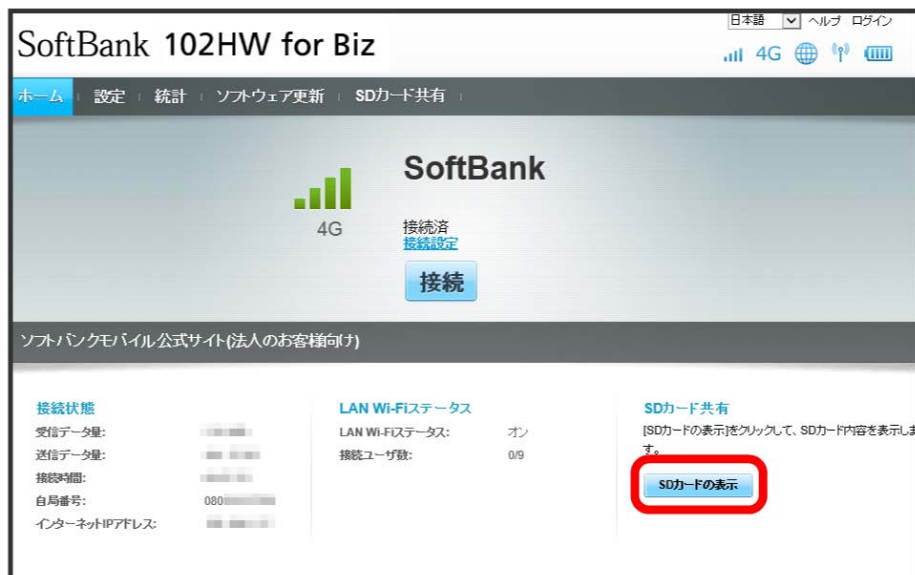 日本語 ヘルプ ログイン
SoftBank 102HW for Biz
4G
ホーム 設定 統計 ソフトウェア更新 SDカード共有
SoftBank
4G
接続済
接続設定
接続
ソフトバンクモバイル公式サイト(法人のお客様向け)
接続状態
受信データ量:
送信データ量:
接続時間:
自局番号: 080
インターネットIPアドレス:
LAN Wi-Fiステータス
LAN Wi-Fiステータス: オン
接続ユーザ数: 0/9
SDカード共有
[SDカードの表示]をクリックして、SDカード内容を表示しま
す。
SDカードの表示